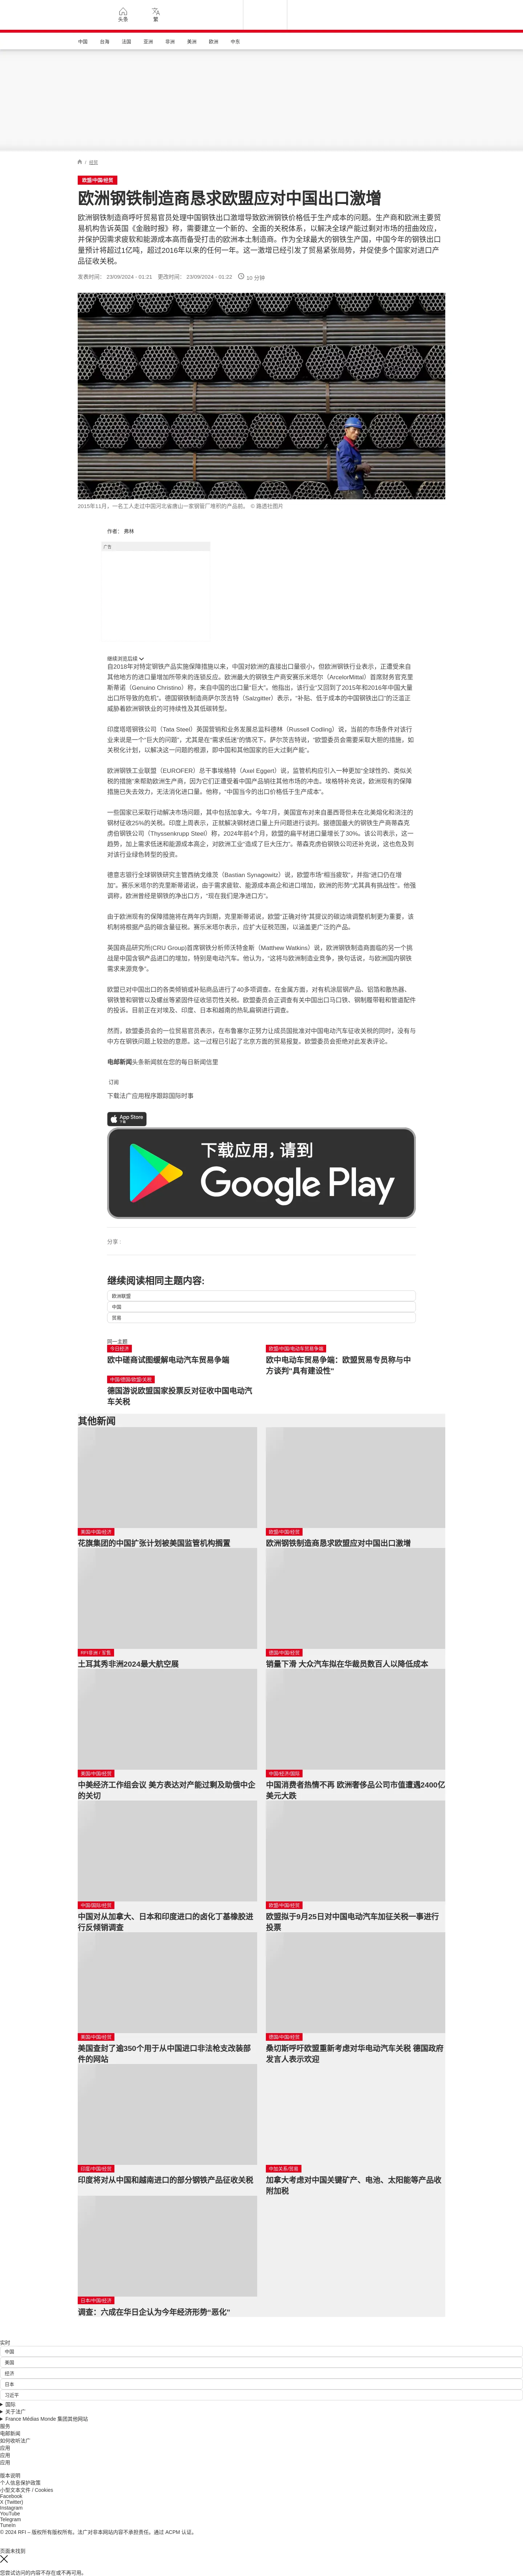 头条
繁
中国
台海
法国
亚洲
非洲
美洲
欧洲
中东
/ 经贸
欧盟/中国/经贸
欧洲钢铁制造商恳求欧盟应对中国出口激增
欧洲钢铁制造商呼吁贸易官员处理中国钢铁出口激增导致欧洲钢铁价格低于生产成本的问题。生产商和欧洲主要贸
易机构告诉英国《金融时报》称，需要建立一个新的、全面的关税体系，以解决全球产能过剩对市场的扭曲效应，
并保护因需求疲软和能源成本高而备受打击的欧洲本土制造商。作为全球最大的钢铁生产国，中国今年的钢铁出口
量预计将超过1亿吨，超过2016年以来的任何一年。这一激增已经引发了贸易紧张局势，并促使多个国家对进口产
品征收关税。
发表时间： 23/09/2024 - 01:21 更改时间： 23/09/2024 - 01:22 10 分钟
2015年11月，一名工人走过中国河北省唐山一家钢管厂堆积的产品前。 © 路透社图片
作者： 弗林
广告
继续浏览后续
自2018年对特定钢铁产品实施保障措施以来，中国对欧洲的直接出口量很小，但欧洲钢铁行业表示，正遭受来自
其他地方的进口量增加所带来的连锁反应。欧洲最大的钢铁生产商安赛乐米塔尔（ArcelorMittal）首席财务官克里
斯蒂诺（Genuino Christino）称，来自中国的出口量“巨大”。他指出，该行业“又回到了2015年和2016年中国大量
出口所导致的危机”。德国钢铁制造商萨尔茨吉特（Salzgitter）表示，“补贴、低于成本的中国钢铁出口”的泛滥正
威胁着欧洲钢铁业的可持续性及其低碳转型。
印度塔塔钢铁公司（Tata Steel）英国营销和业务发展总监科德林（Russell Codling）说，当前的市场条件对该行
业来说是一个“巨大的问题”，尤其是在“需求低迷”的情况下。萨尔茨吉特说，“欧盟委员会需要采取大胆的措施，如
关税化计划，以解决这一问题的根源，即中国和其他国家的巨大过剩产能”。
欧洲钢铁工业联盟（EUROFER）总干事埃格特（Axel Eggert）说，监管机构应引入一种更加“全球性的、类似关
税的措施”来帮助欧洲生产商，因为它们正遭受着中国产品销往其他市场的冲击。埃格特补充说，欧洲现有的保障
措施已失去效力，无法消化进口量。他称，“中国当今的出口价格低于生产成本”。
一些国家已采取行动解决市场问题，其中包括加拿大。今年7月，美国宣布对来自墨西哥但未在北美熔化和浇注的
钢材征收25%的关税。印度上周表示，正就解决钢材进口量上升问题进行谈判。据德国最大的钢铁生产商蒂森克
虏伯钢铁公司（Thyssenkrupp Steel）称，2024年前4个月，欧盟的扁平材进口量增长了30%。该公司表示，这一
趋势，加上需求低迷和能源成本高企，对欧洲工业“造成了巨大压力”。蒂森克虏伯钢铁公司还补充说，这也危及到
对该行业绿色转型的投资。
德意志银行全球钢铁研究主管西纳戈维茨（Bastian Synagowitz）说，欧盟市场“相当疲软”，并指“进口仍在增
加”。赛乐米塔尔的克里斯蒂诺说，由于需求疲软、能源成本高企和进口增加，欧洲的形势“尤其具有挑战性”。他强
调称，欧洲曾经是钢铁的净出口方，“现在我们是净进口方”。
由于欧洲现有的保障措施将在两年内到期，克里斯蒂诺说，欧盟“正确对待”其提议的碳边境调整机制更为重要，该
机制将根据产品的碳含量征税。赛乐米塔尔表示，应扩大征税范围，以涵盖更广泛的产品。
英国商品研究所(CRU Group)首席钢铁分析师沃特金斯（Matthew Watkins）说，欧洲钢铁制造商面临的另一个挑
战是中国含钢产品进口的增加，特别是电动汽车。他认为，“这将与欧洲制造业竞争，换句话说，与欧洲国内钢铁
需求来源竞争”。
欧盟已对中国出口的各类倾销或补贴商品进行了40多项调查。在金属方面，对有机涂层钢产品、铝箔和散热器、
钢铁管和钢管以及螺丝等紧固件征收惩罚性关税。欧盟委员会正调查有关中国出口马口铁、钢制履带鞋和管道配件
的投诉。目前正在对埃及、印度、日本和越南的热轧扁钢进行调查。
然而，欧盟委员会的一位贸易官员表示，在布鲁塞尔正努力让成员国批准对中国电动汽车征收关税的同时，没有与
中方在钢铁问题上较劲的意愿。这一过程已引起了北京方面的贸易报复。欧盟委员会拒绝对此发表评论。
电邮新闻头条新闻就在您的每日新闻信里
订阅
下载法广应用程序跟踪国际时事
App Store
下载
下载应用，请到
Google Play
分享 :
继续阅读相同主题内容:
欧洲联盟
中国
贸易
同一主题
今日经济
欧中磋商试图缓解电动汽车贸易争端
欧盟/中国/电动车贸易争端
欧中电动车贸易争端：欧盟贸易专员称与中
方谈判“具有建设性”
中国/德国/欧盟/关税
德国游说欧盟国家投票反对征收中国电动汽
车关税
其他新闻
美国/中国/经济
花旗集团的中国扩张计划被美国监管机构搁置
欧盟/中国/经贸
欧洲钢铁制造商恳求欧盟应对中国出口激增
RFI非洲 / 军售
土耳其秀非洲2024最大航空展
德国/中国/经贸
销量下滑 大众汽车拟在华裁员数百人以降低成本
美国/中国/经贸
中美经济工作组会议 美方表达对产能过剩及助俄中企
的关切
中国/经济/国际
中国消费者热情不再 欧洲奢侈品公司市值遭遇2400亿
美元大跌
中国/国际/经贸
中国对从加拿大、日本和印度进口的卤化丁基橡胶进
行反倾销调查
欧盟/中国/经贸
欧盟拟于9月25日对中国电动汽车加征关税一事进行
投票
美国/中国/经贸
美国查封了逾350个用于从中国进口非法枪支改装部
件的网站
德国/中国/经贸
桑切斯呼吁欧盟重新考虑对华电动汽车关税 德国政府
发言人表示欢迎
印度/中国/经贸
印度将对从中国和越南进口的部分钢铁产品征收关税
中加关系/贸易
加拿大考虑对中国关键矿产、电池、太阳能等产品收
附加税
日本/中国/经济
调查：六成在华日企认为今年经济形势“恶化”
实时
中国
美国
经济
日本
习近平
国际
关于法广
France Médias Monde 集团其他网站
服务
电邮新闻
如何收听法广
应用
应用
应用
版本说明
个人信息保护政策
小型文本文件 / Cookies
Facebook
X (Twitter)
Instagram
YouTube
Telegram
TuneIn
© 2024 RFI – 版权所有版权所有。法广对非本网站内容不承担责任。通过 ACPM 认证。
页面未找到
您尝试访问的内容不存在或不再可用。